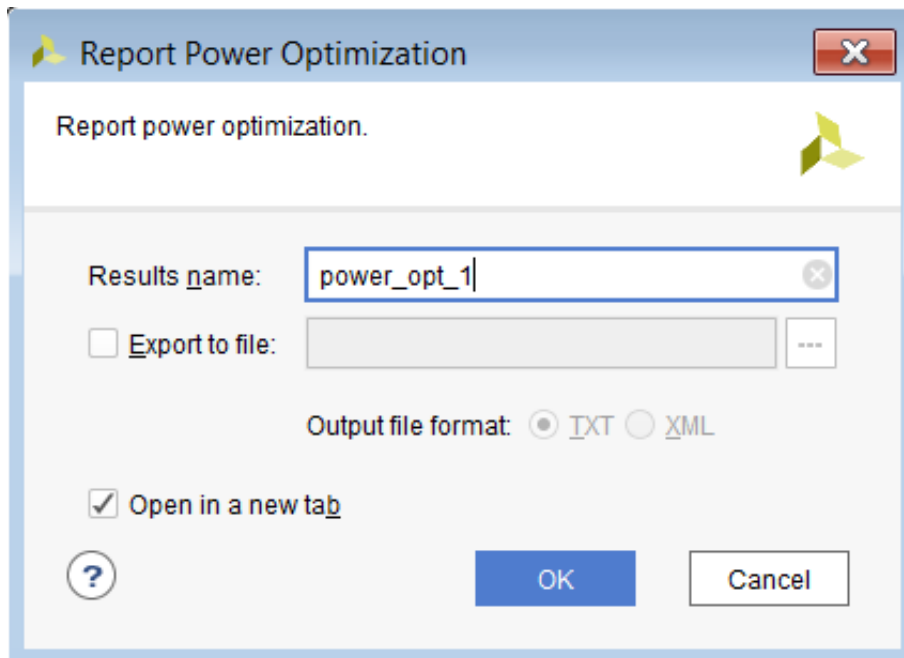 Report Power Optimization
Report power optimization.
Results name: power_opt_1
Export to file: ---
Output file format: TXT XML
Open in a new tab
?
OK Cancel